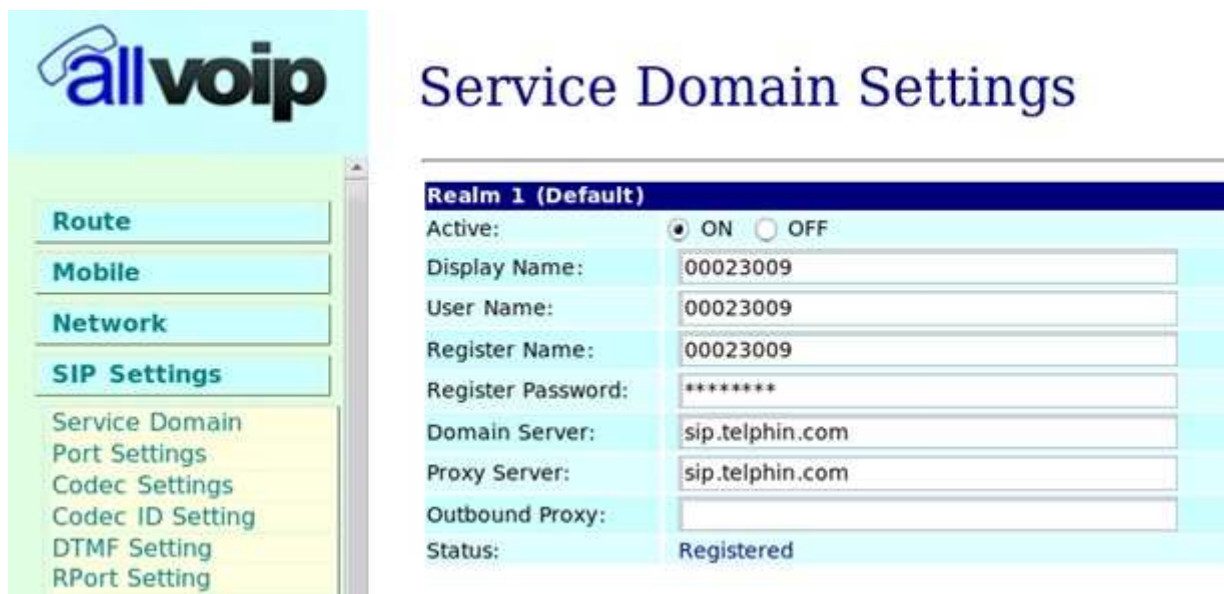 allvoip
Service Domain Settings
Route
Mobile
Network
SIP Settings
Service Domain
Port Settings
Codec Settings
Codec ID Setting
DTMF Setting
RPort Setting
Realm 1 (Default)
Active: ON OFF
Display Name: 00023009
User Name: 00023009
Register Name: 00023009
Register Password: ********
Domain Server: sip.telphin.com
Proxy Server: sip.telphin.com
Outbound Proxy:
Status: Registered